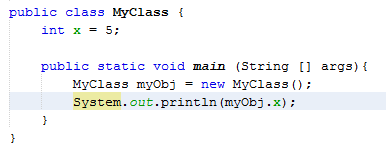 public class MyClass {
int x = 5;
public static void main (String [] args){
MyClass myObj = new MyClass();
System.out.println(myObj.x);
}
}